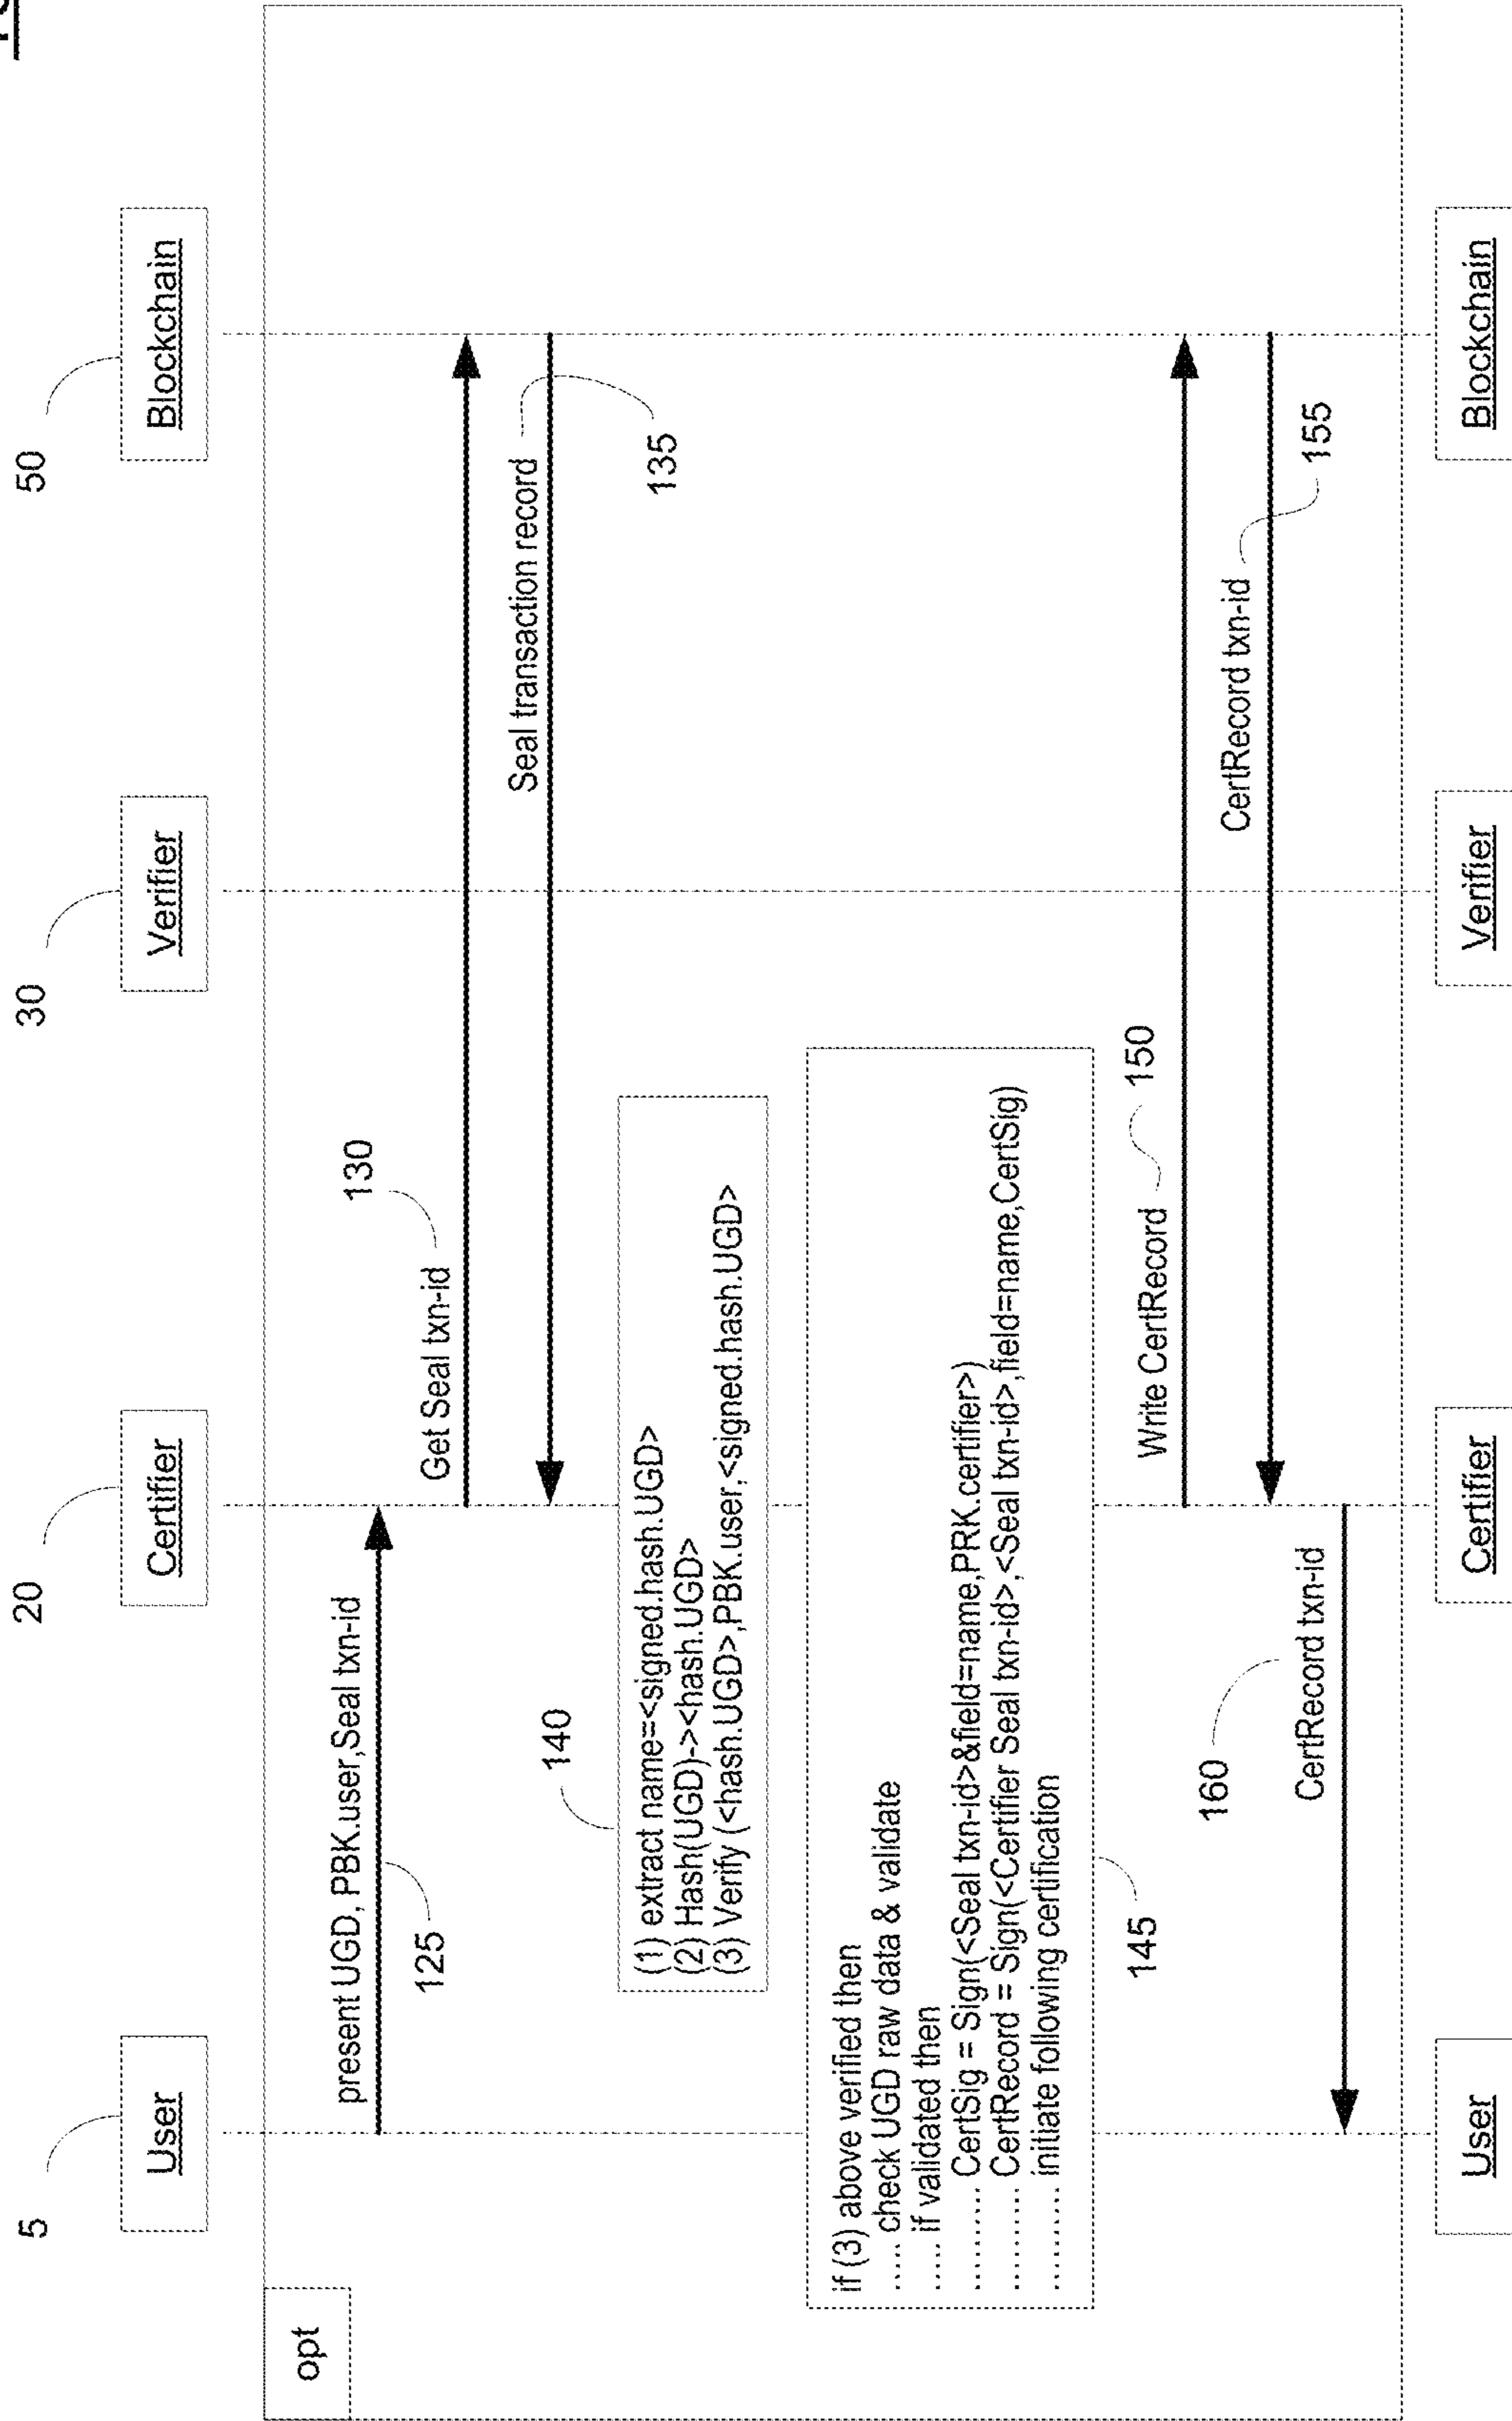 5
20
30
50
User
Certifier
Verifier
Blockchain
opt
present UGD, PBK.user,Seal txn-id
125
Get Seal txn-id
130
Seal transaction record
135
140
(1) extract name=<signed.hash.UGD>
(2) Hash(UGD)-><hash.UGD>
(3) Verify (<hash.UGD>,PBK.user,<signed.hash.UGD>
if (3) above verified then
..... check UGD raw data & validate
..... if validated then
.......... CertSig = Sign(<Seal txn-id>&field=name,PRK.certifier>)
.......... CertRecord = Sign(<Certifier Seal txn-id>,<Seal txn-id>,field=name,CertSig)
.......... initiate following certification
145
Write CertRecord
150
CertRecord txn-id
155
160
CertRecord txn-id
User
Certifier
Verifier
Blockchain